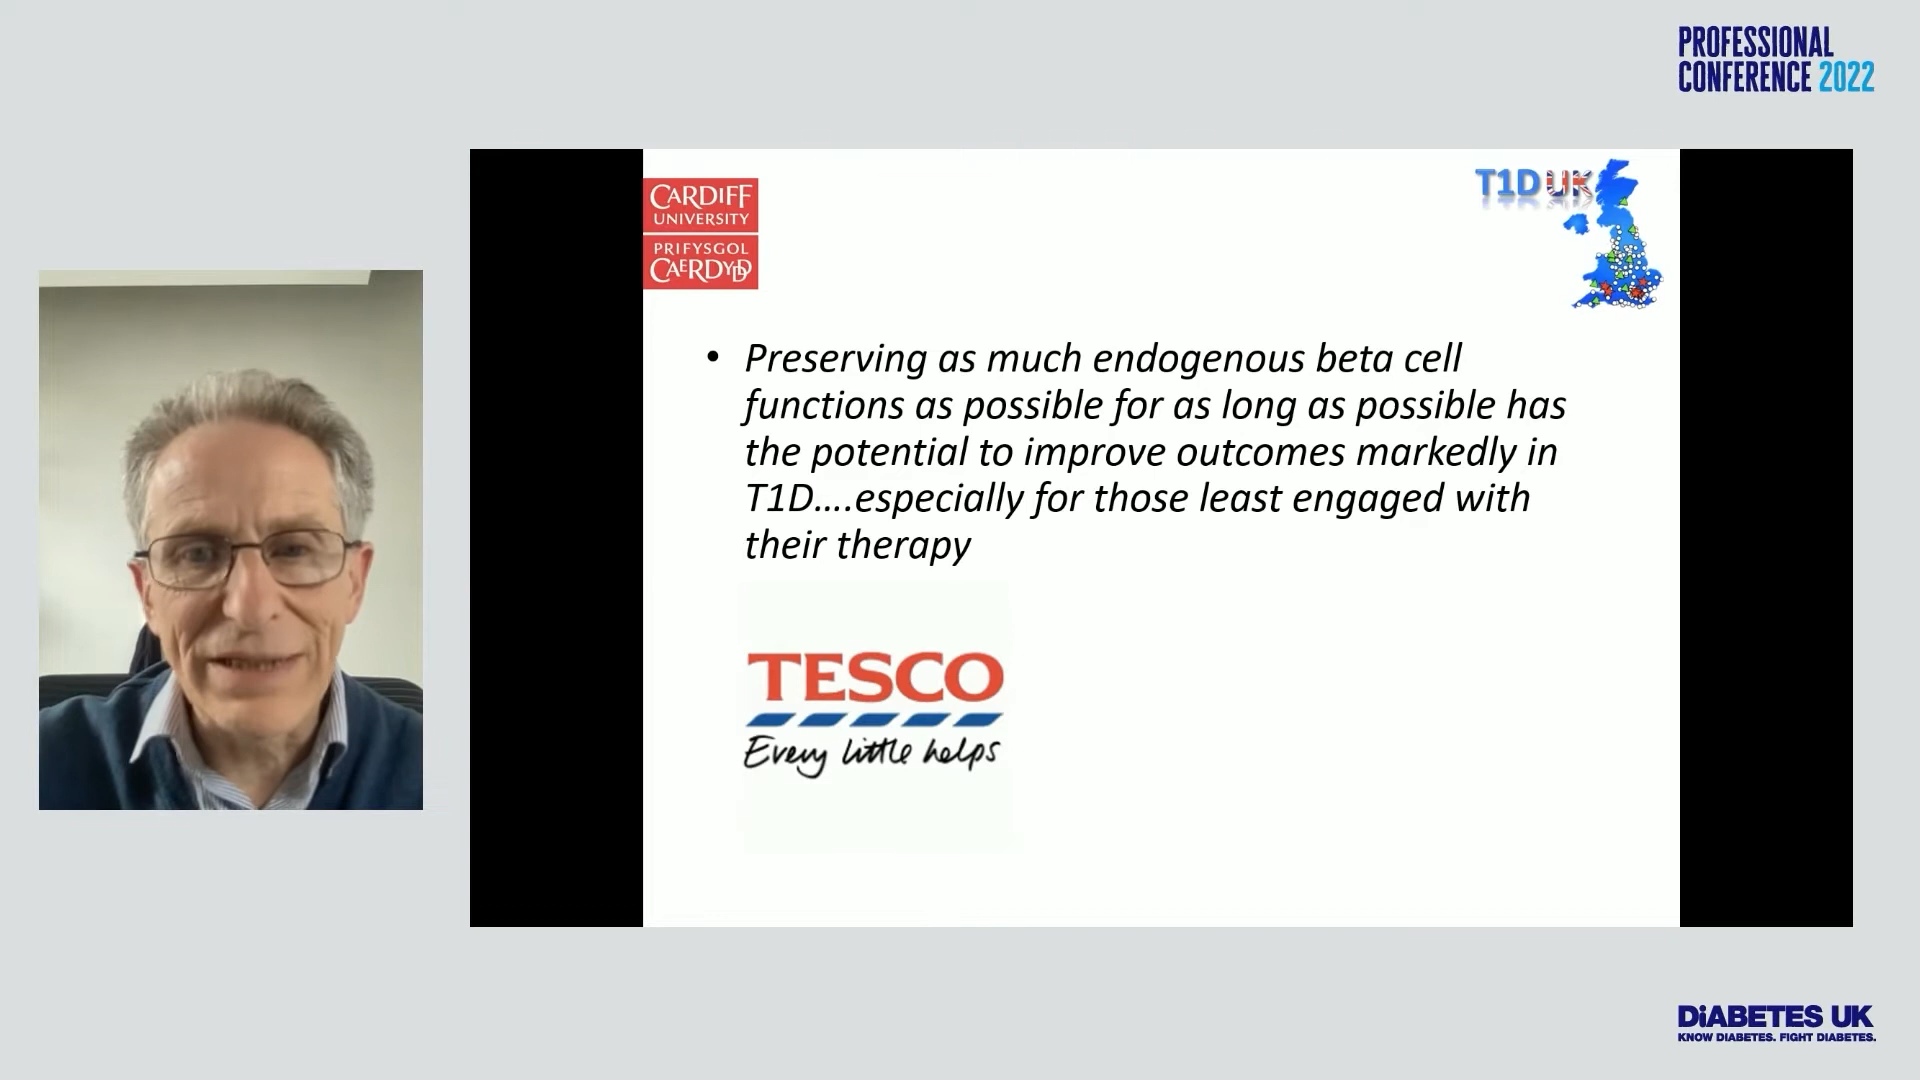 PROFESSIONAL
CONFERENCE 2022
CARDIFF
UNIVERSITY
PRIFYSGOL
CAERDYDD
T1D UK
• Preserving as much endogenous beta cell
functions as possible for as long as possible has
the potential to improve outcomes markedly in
T1D....especially for those least engaged with
their therapy
TESCO
Every little helps
DiABETES UK
KNOW DIABETES. FIGHT DIABETES.